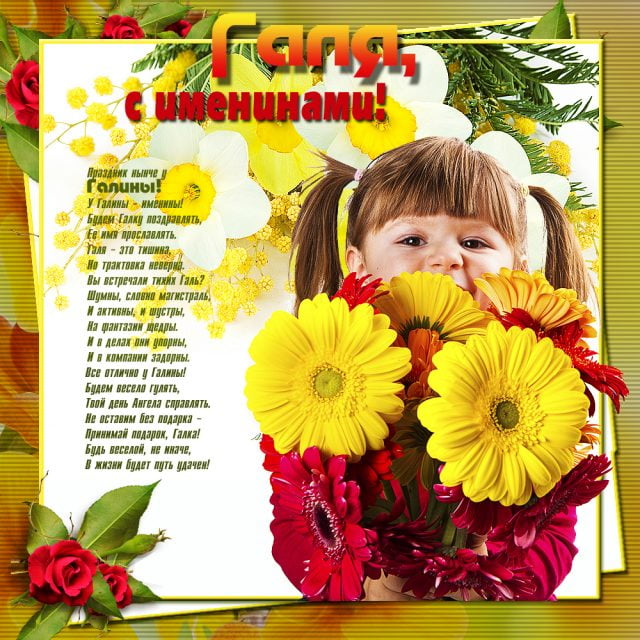 Галя,
с именинами!
Праздник нынче у
Галины!
У Галины - именины!
Будем Галку поздравлять,
Ее имя прославлять.
Галя - это тишина,
Но трактовка неверна.
Вы встречали тихих Галь?
Шумны, словно магистраль,
И активны, и шустры,
На фантазии щедры.
И в делах они упорны,
И в компании задорны.
Все отлично у Галины!
Будем весело гулять,
Твой день Ангела справлять.
Не оставим без подарка -
Принимай подарок, Галка!
Будь веселой, не иначе,
В жизни будет путь удачен!